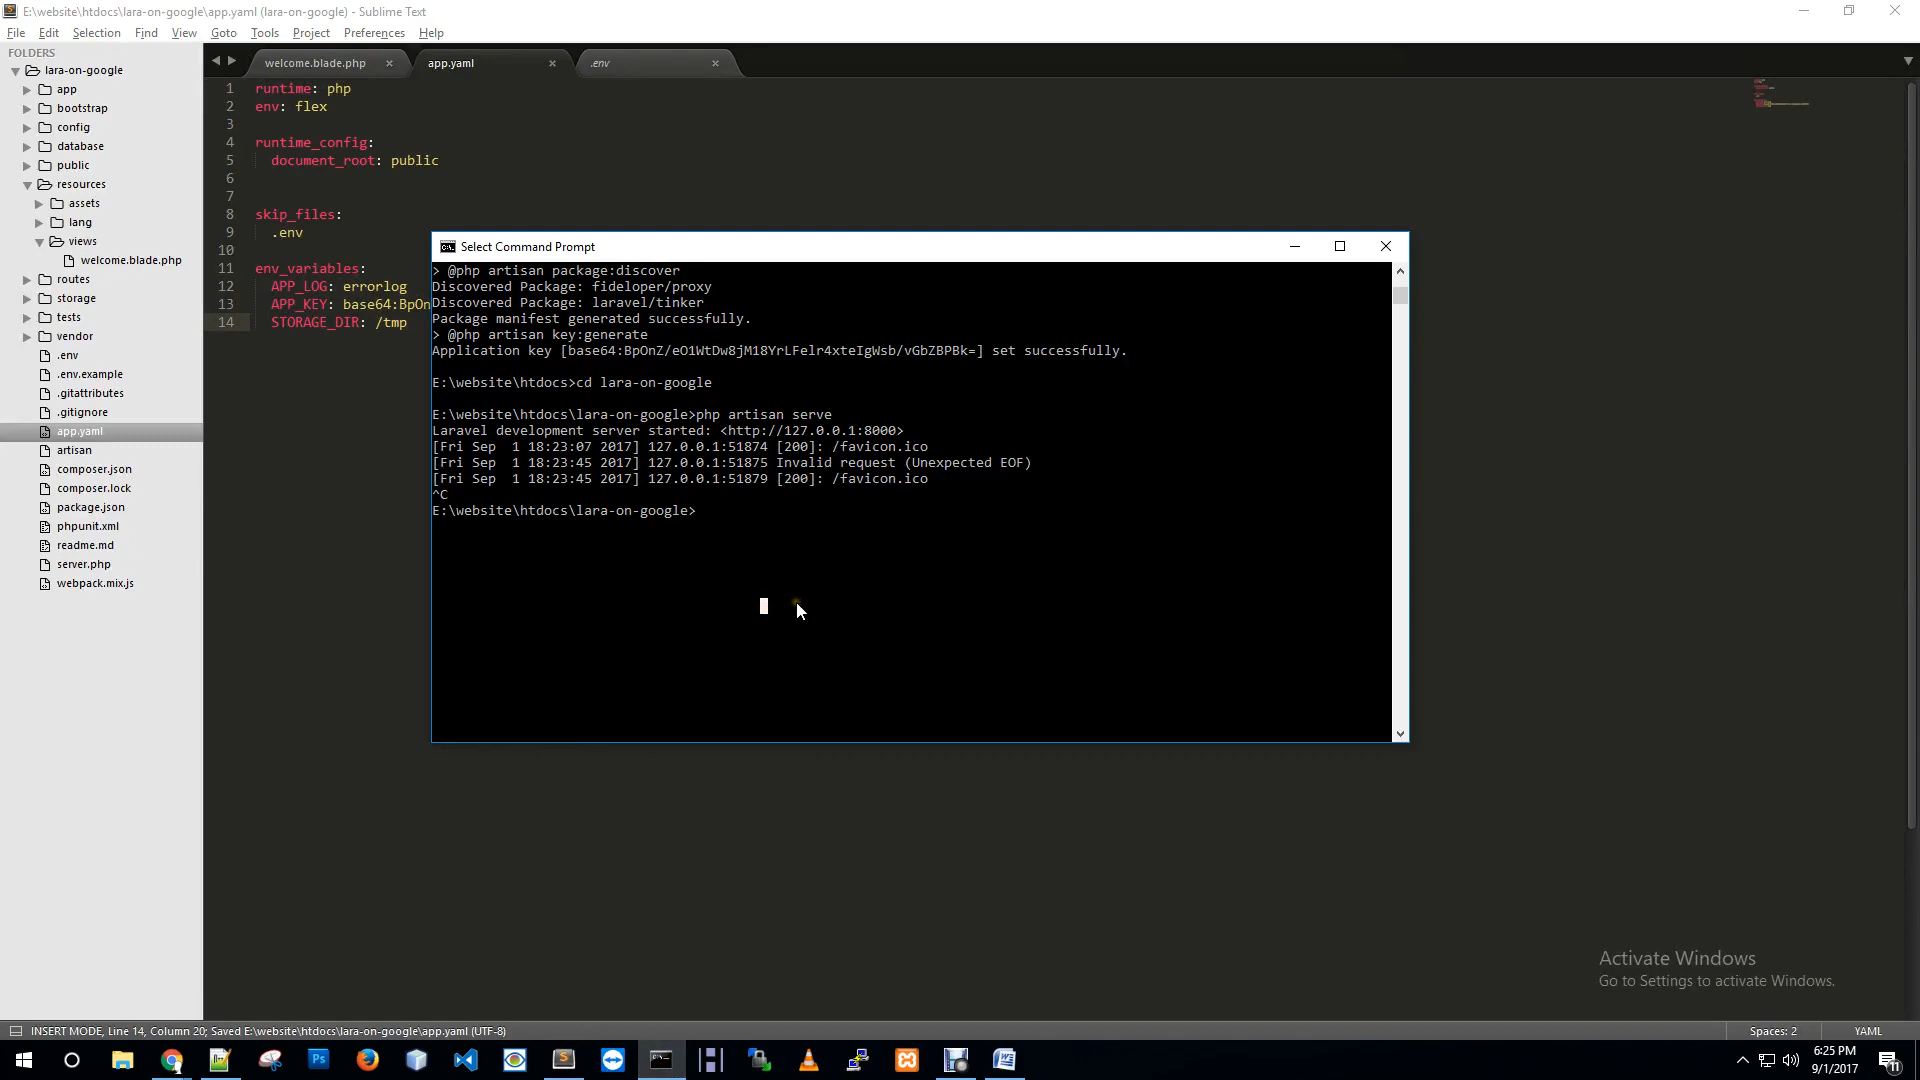 E:\website\htdocs\lara-on-google\app.yaml (lara-on-google) - Sublime Text
File Edit Selection Find View Goto Tools Project Preferences Help
FOLDERS
lara-on-google
app
bootstrap
config
database
public
resources
assets
lang
views
welcome.blade.php
routes
storage
tests
vendor
.env
.env.example
.gitattributes
.gitignore
app.yaml
artisan
composer.json
composer.lock
package.json
phpunit.xml
readme.md
server.php
webpack.mix.js
welcome.blade.php × app.yaml × .env ×
1 runtime: php
2 env: flex
3
4 runtime_config:
5 document_root: public
6
7
8 skip_files:
9 .env
10
11 env_variables:
12 APP_LOG: errorlog
13 APP_KEY: base64:BpOn
14 STORAGE_DIR: /tmp
Select Command Prompt
> @php artisan package:discover
Discovered Package: fideloper/proxy
Discovered Package: laravel/tinker
Package manifest generated successfully.
> @php artisan key:generate
Application key [base64:BpOnZ/eO1WtDw8jM18YrLFelr4xteIgWsb/vGbZBPBk=] set successfully.
E:\website\htdocs>cd lara-on-google
E:\website\htdocs\lara-on-google>php artisan serve
Laravel development server started: <http://127.0.0.1:8000>
[Fri Sep  1 18:23:07 2017] 127.0.0.1:51874 [200]: /favicon.ico
[Fri Sep  1 18:23:45 2017] 127.0.0.1:51875 Invalid request (Unexpected EOF)
[Fri Sep  1 18:23:45 2017] 127.0.0.1:51879 [200]: /favicon.ico
^C
E:\website\htdocs\lara-on-google>
Activate Windows
Go to Settings to activate Windows.
INSERT MODE, Line 14, Column 20; Saved E:\website\htdocs\lara-on-google\app.yaml (UTF-8)
Spaces: 2 YAML
6:25 PM
9/1/2017
11